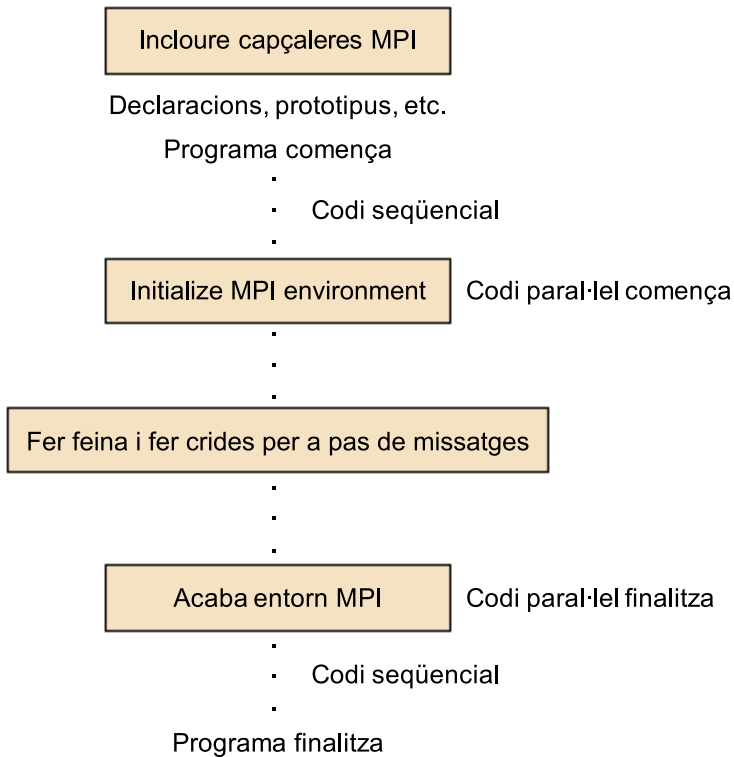 Incloure capçaleres MPI
Declaracions, prototipus, etc.
Programa comença
Codi seqüencial
Initialize MPI environment
Codi paral·lel comença
Fer feina i fer crides per a pas de missatges
Acaba entorn MPI
Codi paral·lel finalitza
Codi seqüencial
Programa finalitza